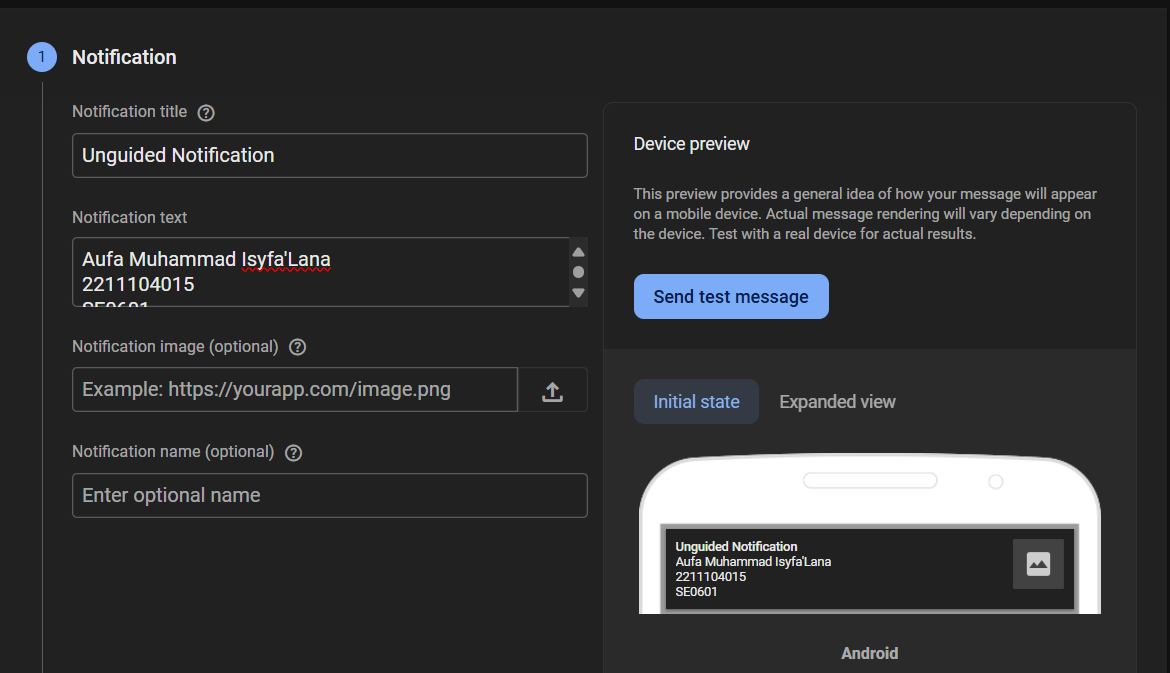 1 Notification
Notification title ?
Unguided Notification
Notification text
Aufa Muhammad Isyfa'Lana
2211104015
SE0601
Notification image (optional) ?
Example: https://yourapp.com/image.png
Notification name (optional) ?
Enter optional name
Device preview
This preview provides a general idea of how your message will appear
on a mobile device. Actual message rendering will vary depending on
the device. Test with a real device for actual results.
Send test message
Initial state Expanded view
Unguided Notification
Aufa Muhammad Isyfa'Lana
2211104015
SE0601
Android